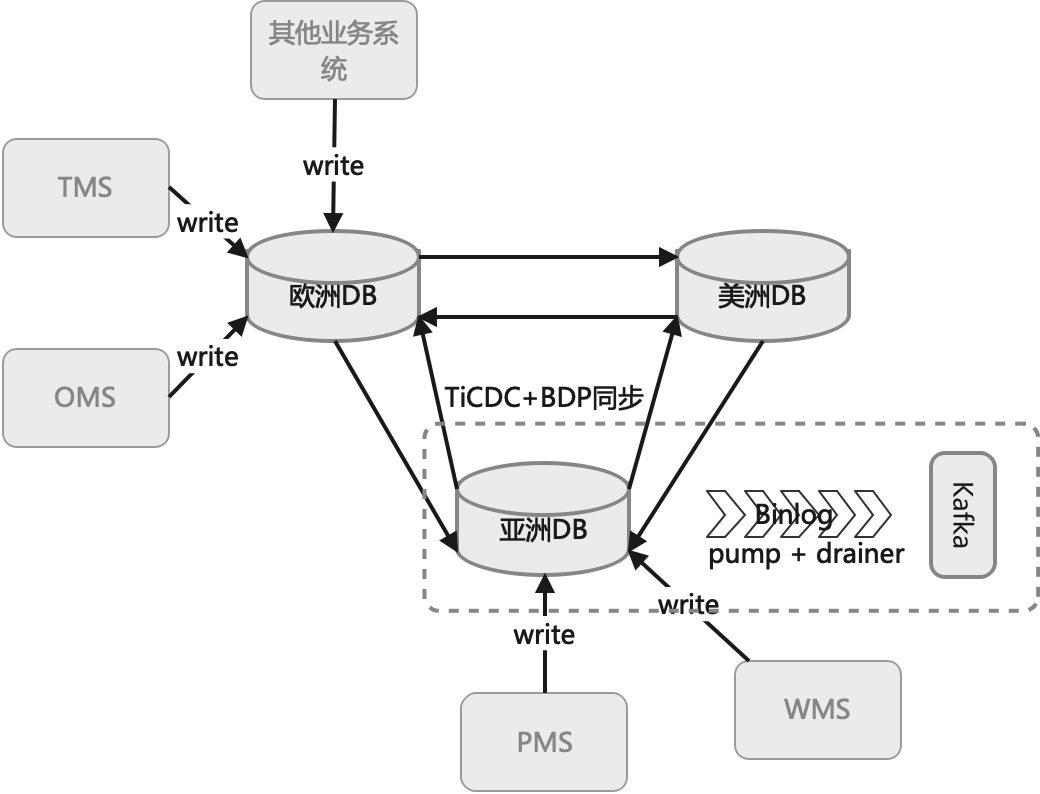 其他业务系
统
write
TMS
write
欧洲DB
美洲DB
write
OMS
TiCDC+BDP同步
亚洲DB
Binlog
pump + drainer
Kafka
write
write
WMS
PMS